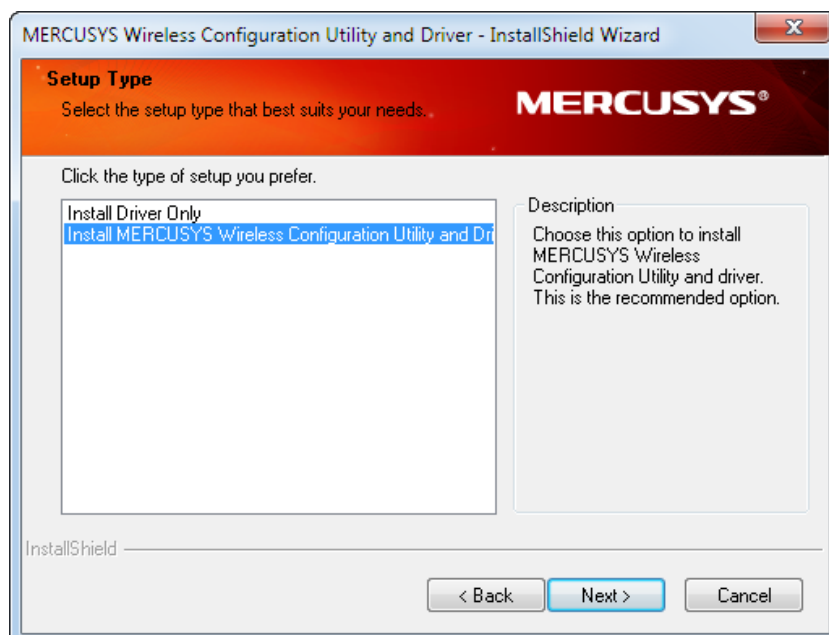 MERCUSYS Wireless Configuration Utility and Driver - InstallShield Wizard
Setup Type
Select the setup type that best suits your needs.
MERCUSYS®
Click the type of setup you prefer.
Install Driver Only
Install MERCUSYS Wireless Configuration Utility and Dri
Description
Choose this option to install
MERCUSYS Wireless
Configuration Utility and driver.
This is the recommended option.
InstallShield
< Back
Next >
Cancel